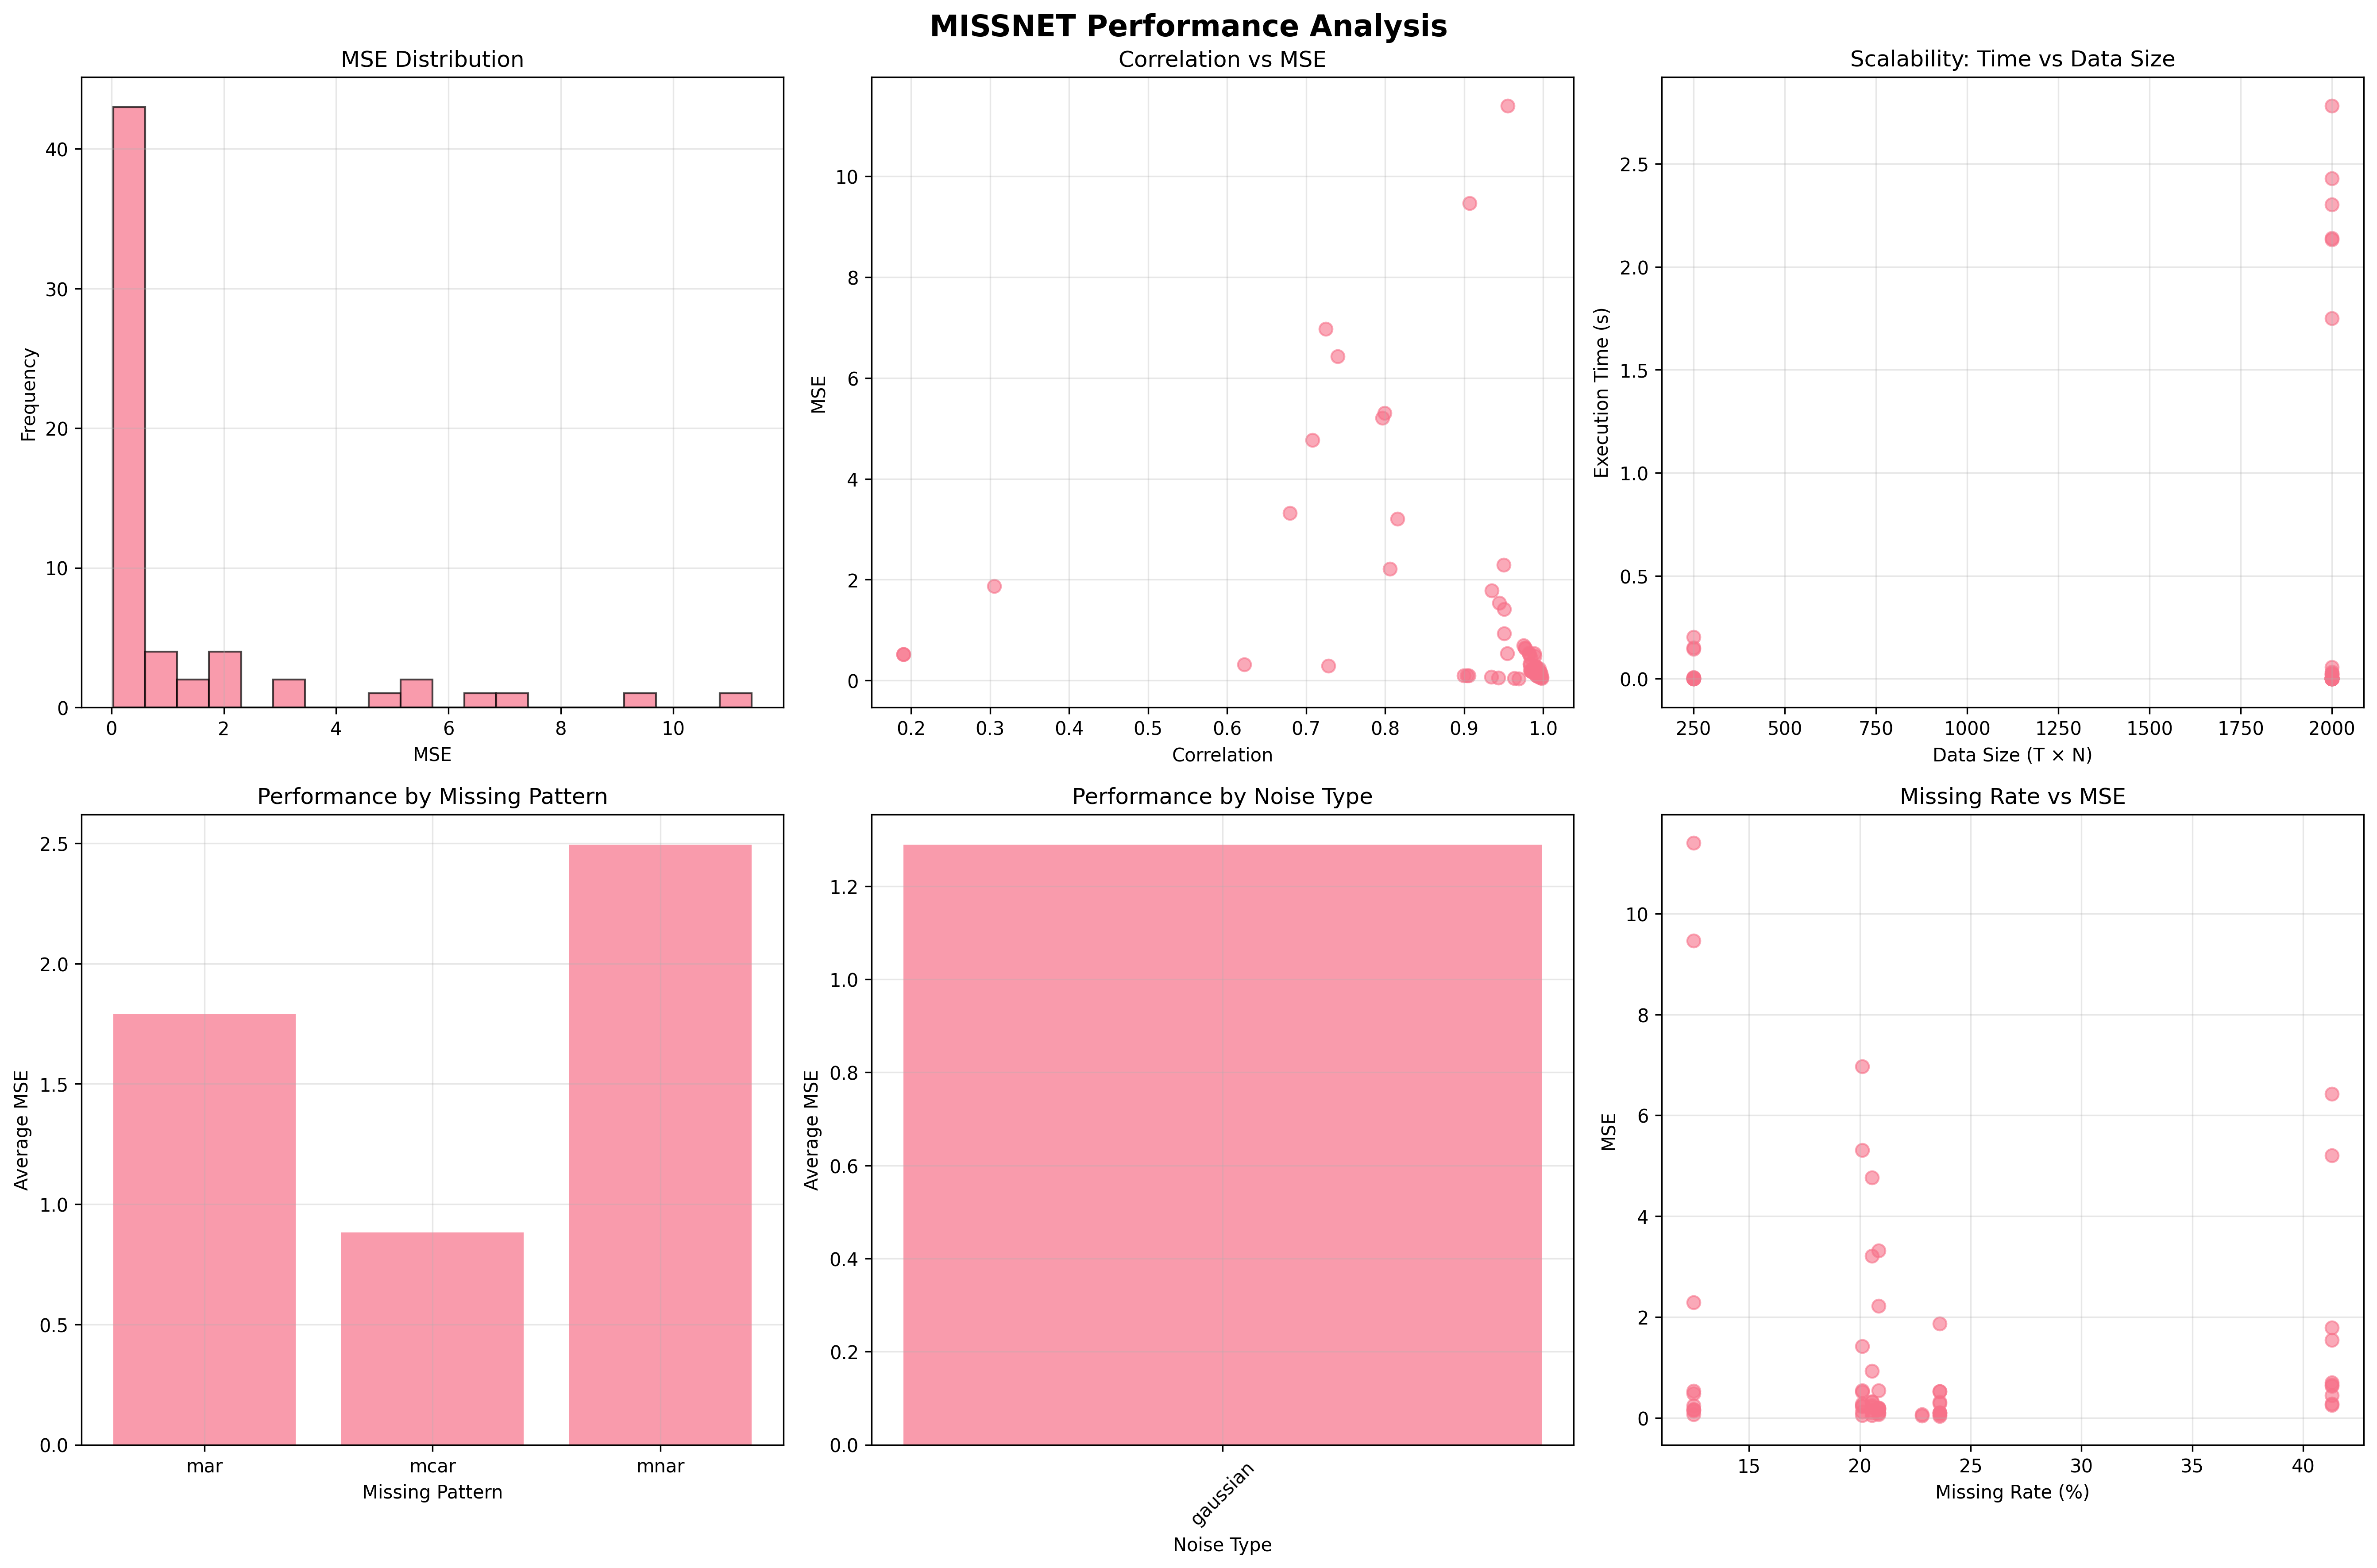 MISSNET Performance Analysis
MSE Distribution
Frequency
40
30
20
10
0
0 2 4 6 8 10
MSE
Correlation vs MSE
MSE
10
8
6
4
2
0
0.2 0.3 0.4 0.5 0.6 0.7 0.8 0.9 1.0
Correlation
Scalability: Time vs Data Size
Execution Time (s)
2.5
2.0
1.5
1.0
0.5
0.0
250 500 750 1000 1250 1500 1750 2000
Data Size (T × N)
Performance by Missing Pattern
Average MSE
2.5
2.0
1.5
1.0
0.5
0.0
mar mcar mnar
Missing Pattern
Performance by Noise Type
Average MSE
1.2
1.0
0.8
0.6
0.4
0.2
0.0
gaussian
Noise Type
Missing Rate vs MSE
MSE
10
8
6
4
2
0
15 20 25 30 35 40
Missing Rate (%)